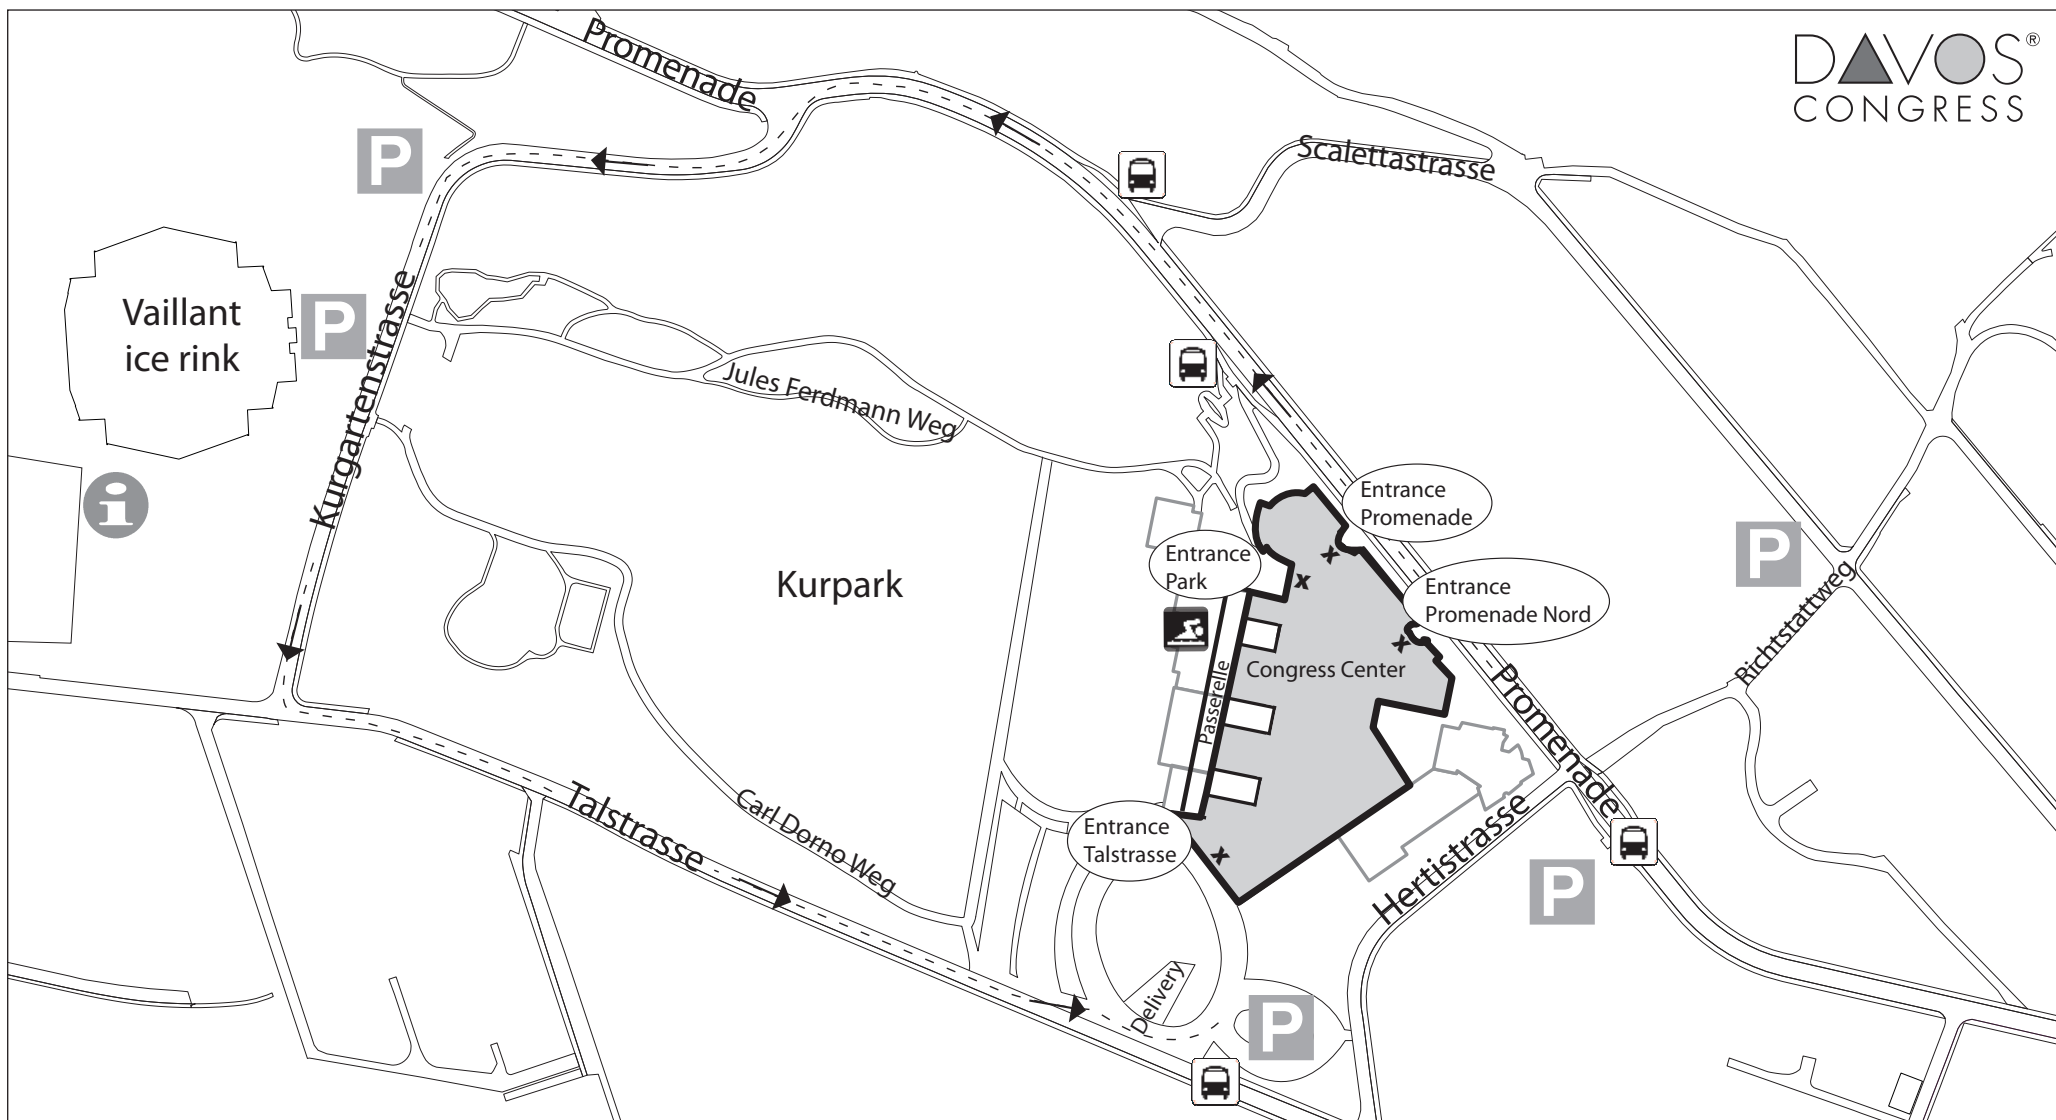 DAVOS®
CONGRESS
Promenade
P
Scalettastrasse
Vaillant
ice rink
P
Kurgartenstrasse
Jules Ferdmann Weg
i
Entrance
Promenade
Entrance
Park
P
Kurpark
x
x
Entrance
Promenade Nord
x
Richtstattweg
Congress Center
Passerelle
Promenade
Talstrasse
Carl Dorno Weg
Entrance
Talstrasse
x
Hertistrasse
P
Delivery
P